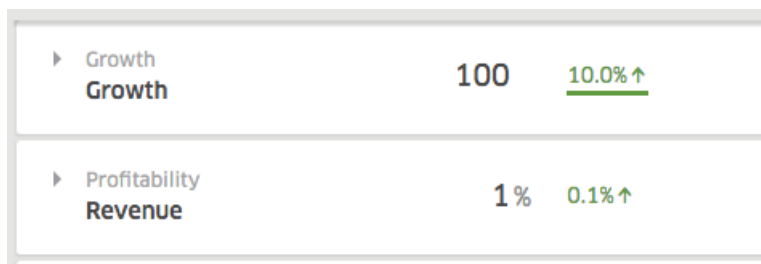 Growth
Growth 100 10.0%↑
Profitability
Revenue 1% 0.1%↑